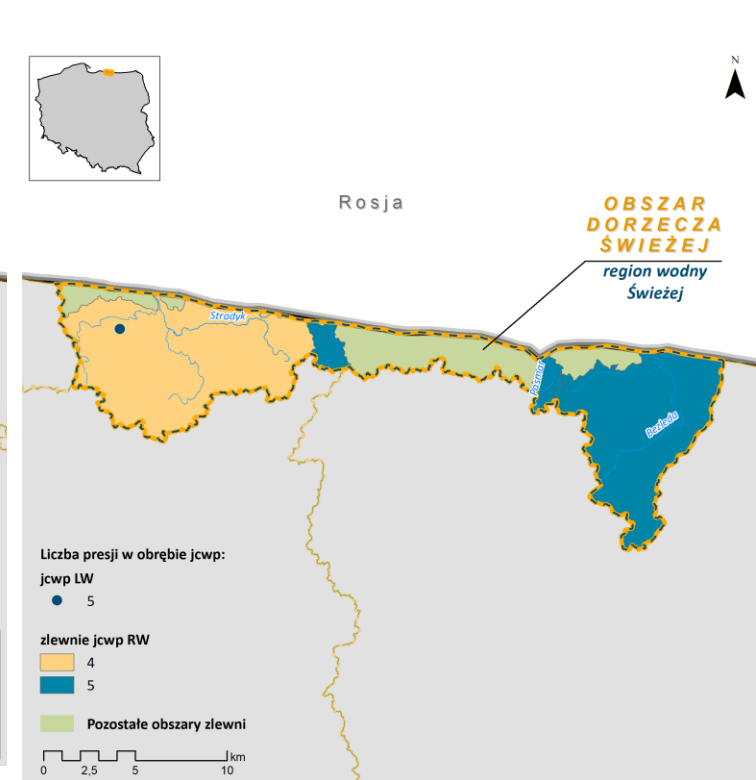 N
Rosja
OBSZAR
DORZECZA
ŚWIEŻEJ
region wodny
Świeżej
Stradyk
Pasmar
Bezleda
Liczba presji w obrębie jcwp:
jcwp LW
5
zlewnie jcwp RW
4
5
Pozostałe obszary zlewni
km
0 2,5 5 10